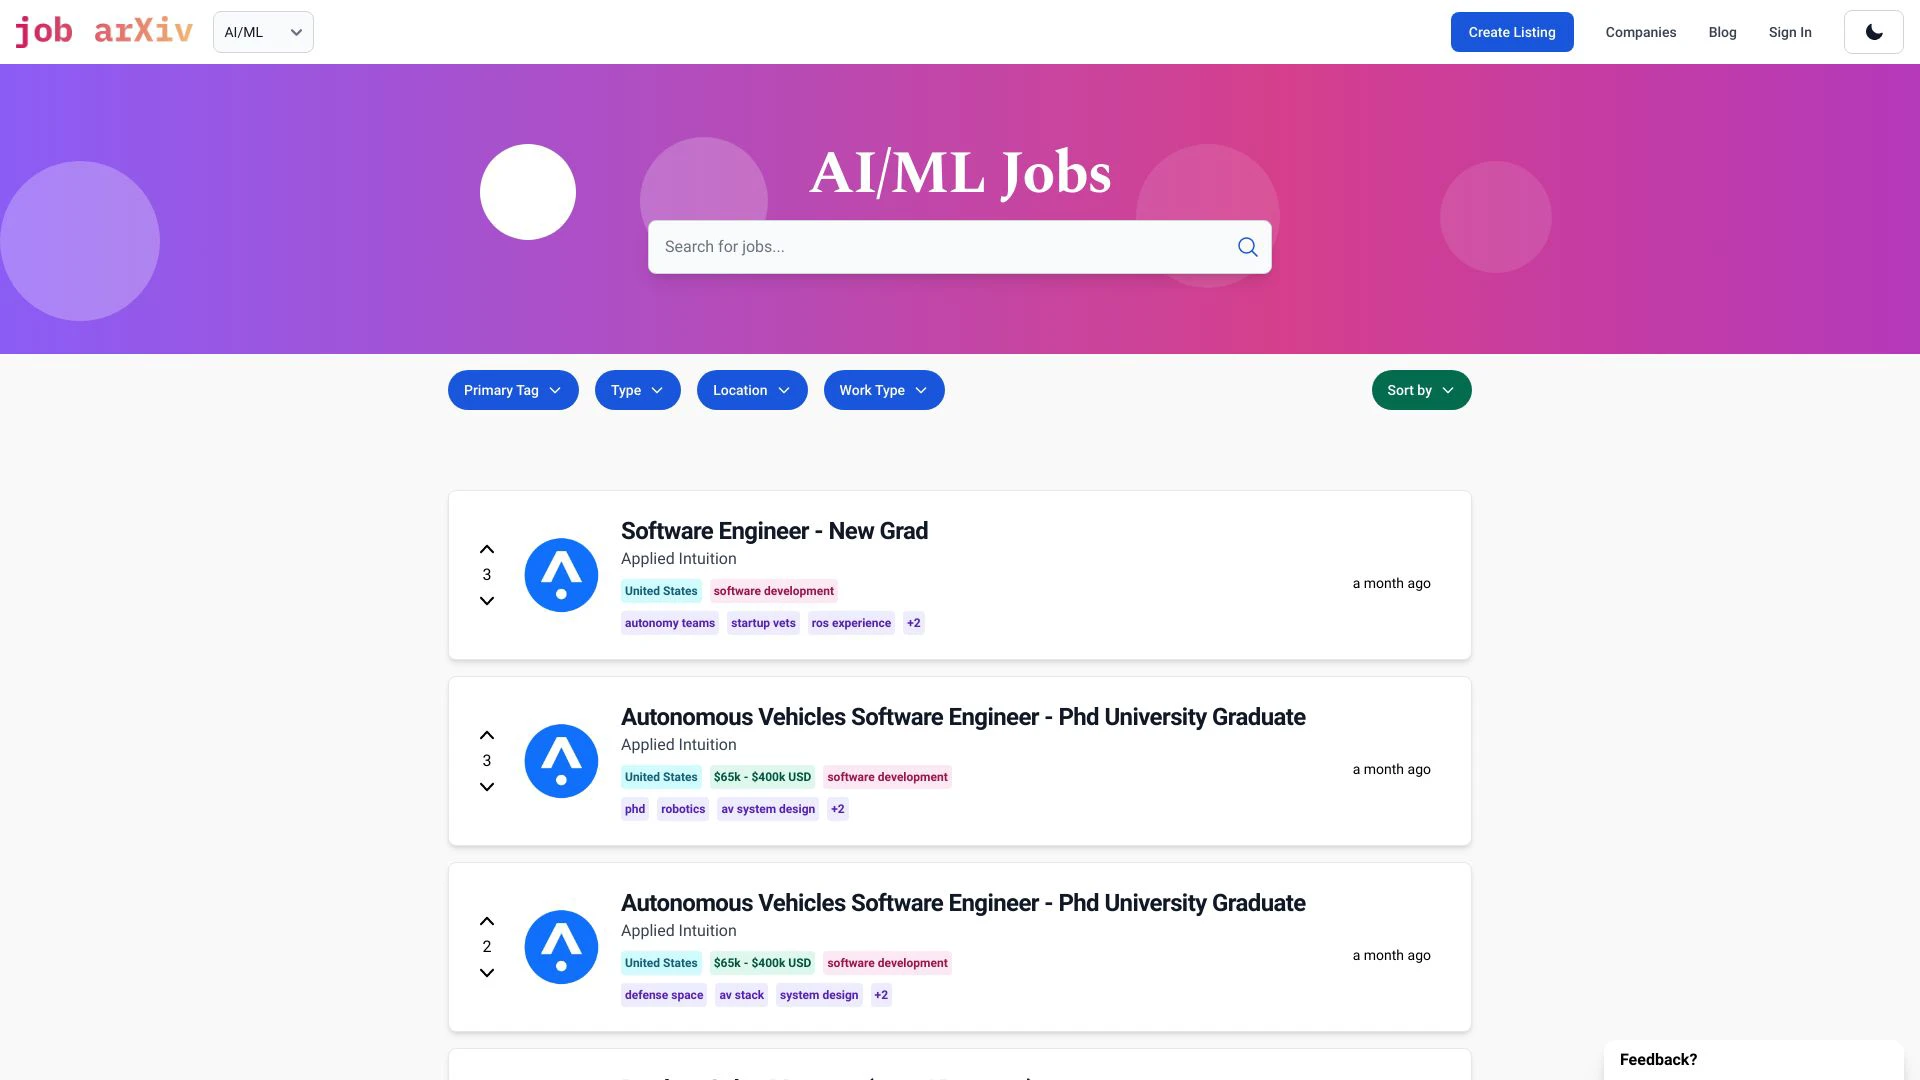 job arXiv
AI/ML
Create Listing
Companies
Blog
Sign In
AI/ML Jobs
Search for jobs...
Primary Tag
Type
Location
Work Type
Sort by
3
Software Engineer - New Grad
Applied Intuition
United States software development
autonomy teams startup vets ros experience +2
a month ago
3
Autonomous Vehicles Software Engineer - Phd University Graduate
Applied Intuition
United States $65k - $400k USD software development
phd robotics av system design +2
a month ago
2
Autonomous Vehicles Software Engineer - Phd University Graduate
Applied Intuition
United States $65k - $400k USD software development
defense space av stack system design +2
a month ago
Feedback?